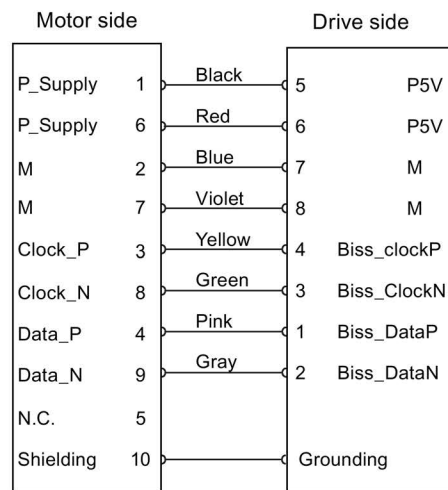 Motor side Drive side
P_Supply 1 Black 5 P5V
P_Supply 6 Red 6 P5V
M 2 Blue 7 M
M 7 Violet 8 M
Clock_P 3 Yellow 4 Biss_clockP
Clock_N 8 Green 3 Biss_ClockN
Data_P 4 Pink 1 Biss_DataP
Data_N 9 Gray 2 Biss_DataN
N.C. 5
Shielding 10 Grounding